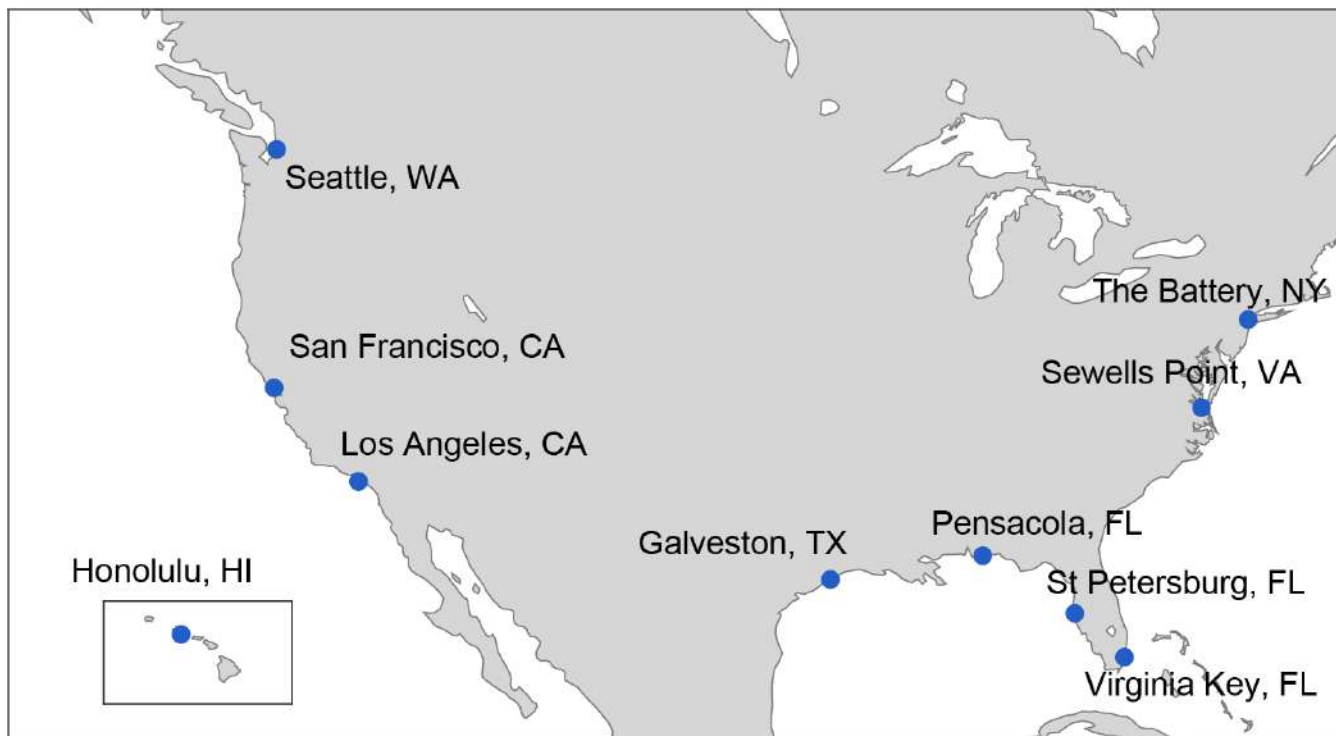 Seattle, WA
The Battery, NY
San Francisco, CA
Sewells Point, VA
Los Angeles, CA
Pensacola, FL
Galveston, TX
Honolulu, HI
St Petersburg, FL
Virginia Key, FL